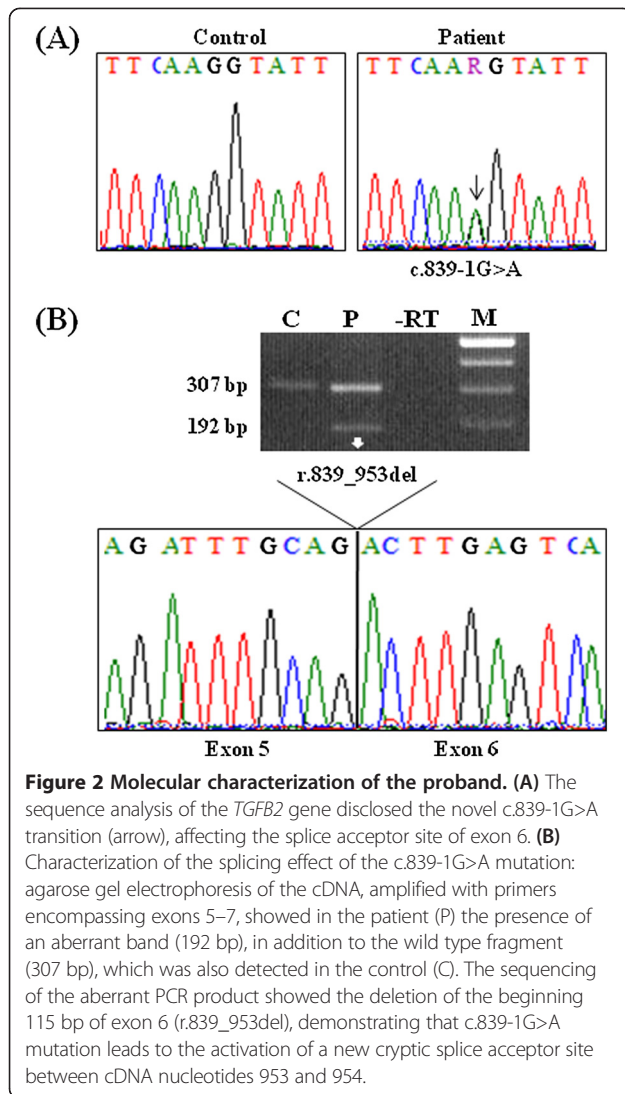 (A)
Control Patient
T T C A A G G T A T T T T C A A R G T A T T
c.839-1G>A
(B)
C P -RT M
307 bp
192 bp
r.839_953del
A G A T T T G C A G A C T T G A G T C A
Exon 5 Exon 6
Figure 2 Molecular characterization of the proband. (A) The
sequence analysis of the TGFB2 gene disclosed the novel c.839-1G>A
transition (arrow), affecting the splice acceptor site of exon 6. (B)
Characterization of the splicing effect of the c.839-1G>A mutation:
agarose gel electrophoresis of the cDNA, amplified with primers
encompassing exons 5–7, showed in the patient (P) the presence of
an aberrant band (192 bp), in addition to the wild type fragment
(307 bp), which was also detected in the control (C). The sequencing
of the aberrant PCR product showed the deletion of the beginning
115 bp of exon 6 (r.839_953del), demonstrating that c.839-1G>A
mutation leads to the activation of a new cryptic splice acceptor site
between cDNA nucleotides 953 and 954.